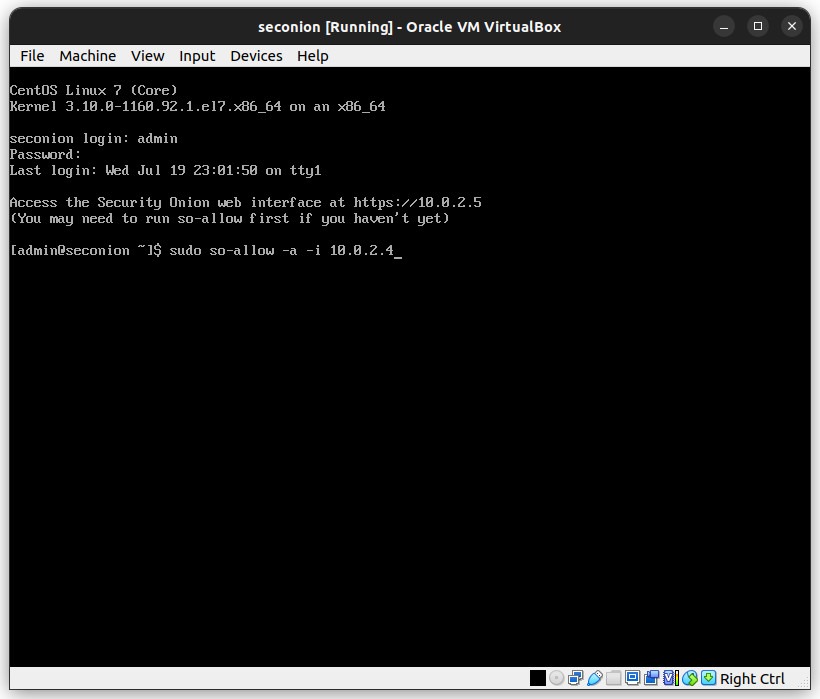 seconion [Running] - Oracle VM VirtualBox
File Machine View Input Devices Help
CentOS Linux 7 (Core)
Kernel 3.10.0-1160.92.1.el7.x86_64 on an x86_64
seconion login: admin
Password:
Last login: Wed Jul 19 23:01:50 on tty1
Access the Security Onion web interface at https://10.0.2.5
(You may need to run so-allow first if you haven't yet)
[admin@seconion ~]$ sudo so-allow -a -i 10.0.2.4_
Right Ctrl